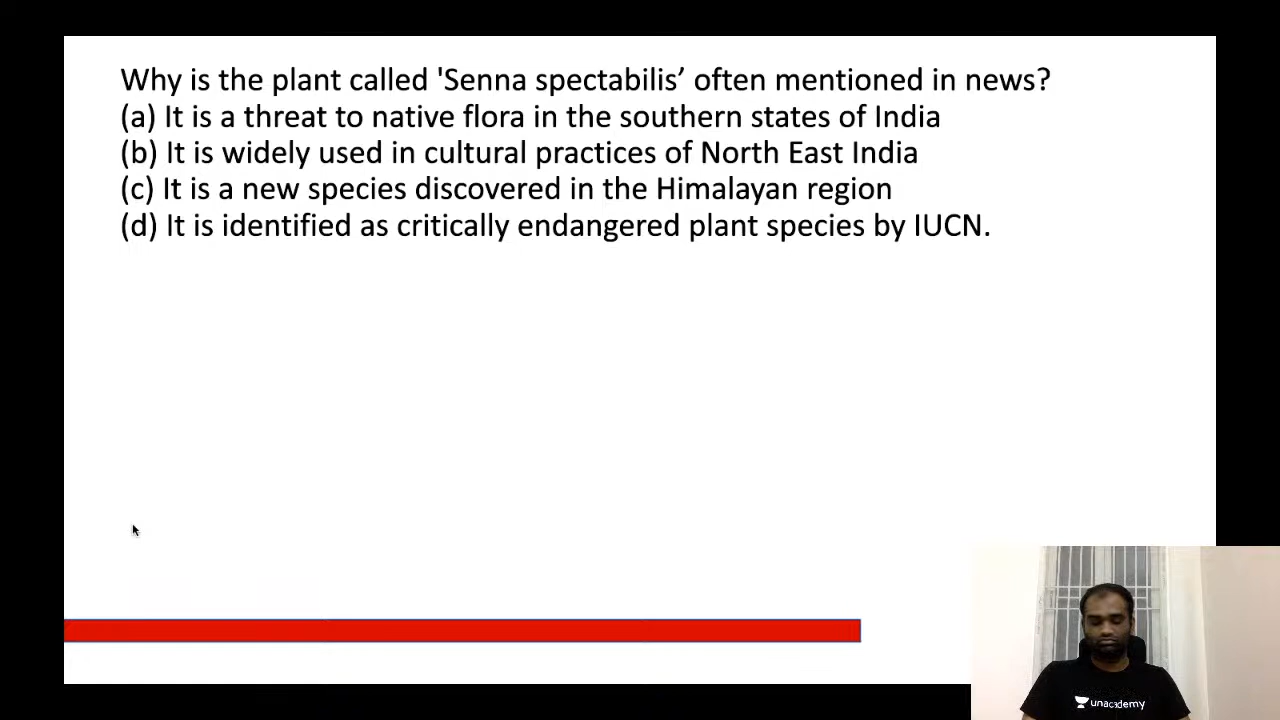 Why is the plant called 'Senna spectabilis’ often mentioned in news?
(a) It is a threat to native flora in the southern states of India
(b) It is widely used in cultural practices of North East India
(c) It is a new species discovered in the Himalayan region
(d) It is identified as critically endangered plant species by IUCN.
unacademy